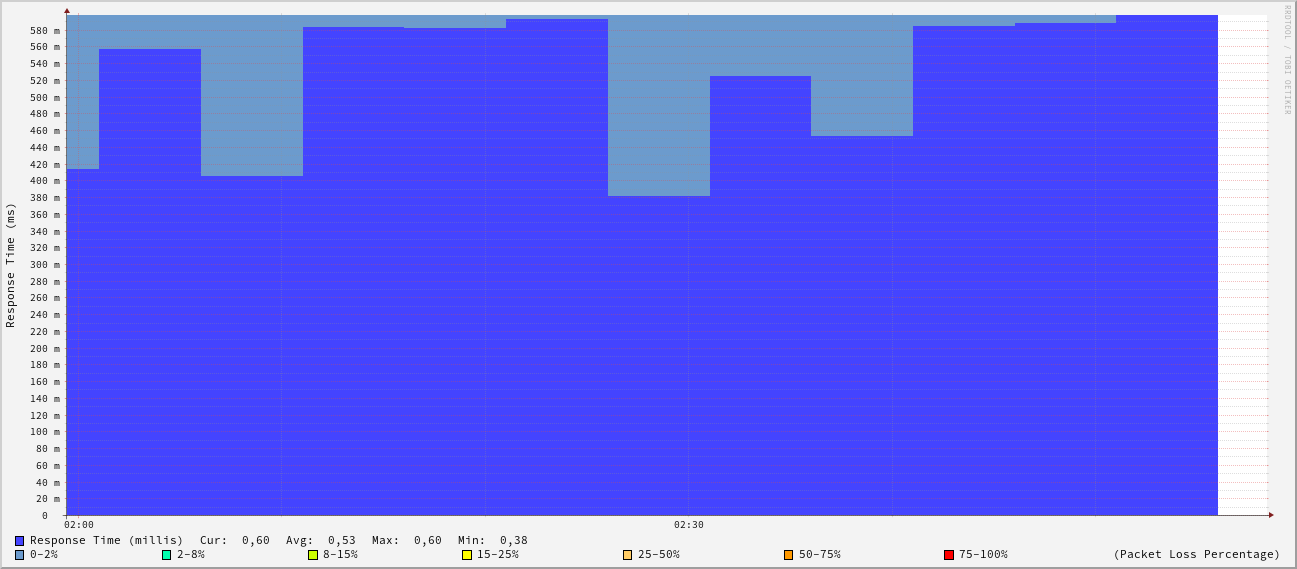 RRDTOOL / TOBI OETIKER
Response Time (ms)
580 m
560 m
540 m
520 m
500 m
480 m
460 m
440 m
420 m
400 m
380 m
360 m
340 m
320 m
300 m
280 m
260 m
240 m
220 m
200 m
180 m
160 m
140 m
120 m
100 m
80 m
60 m
40 m
20 m
0
02:00 02:30
Response Time (millis) Cur: 0,60 Avg: 0,53 Max: 0,60 Min: 0,38
0-2% 2-8% 8-15% 15-25% 25-50% 50-75% 75-100% (Packet Loss Percentage)